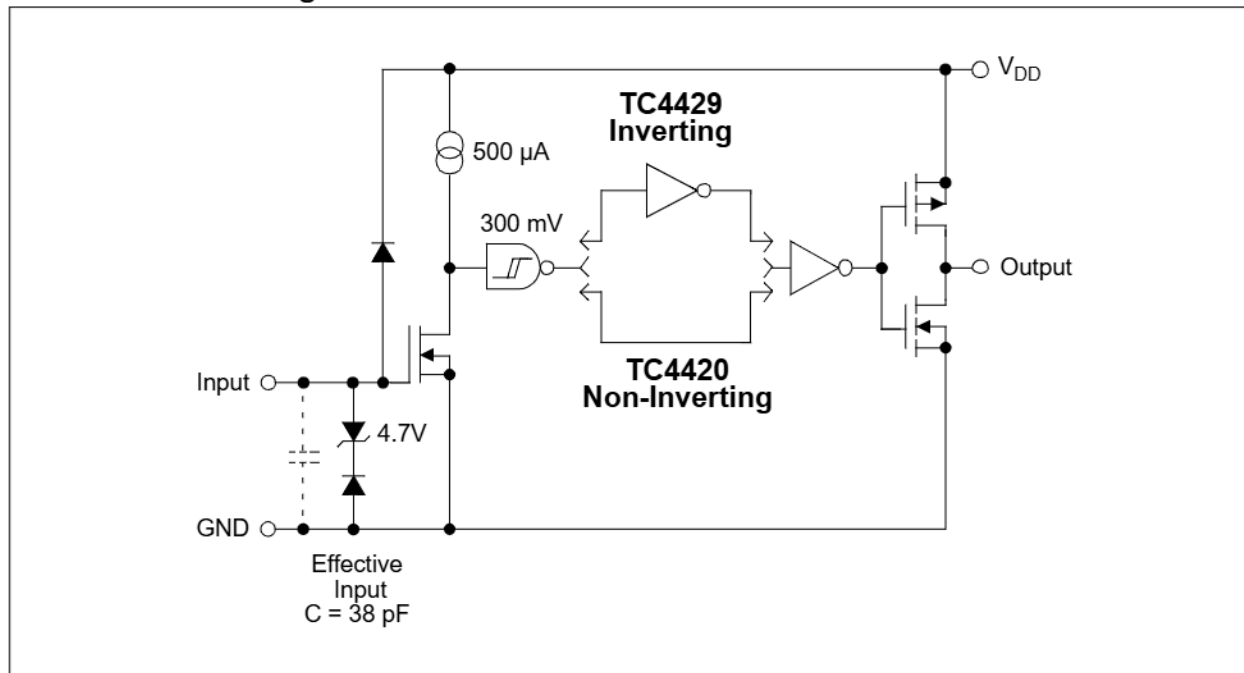 V_DD
TC4429
Inverting
500 µA
300 mV
Output
TC4420
Non-Inverting
Input
4.7V
GND
Effective
Input
C = 38 pF